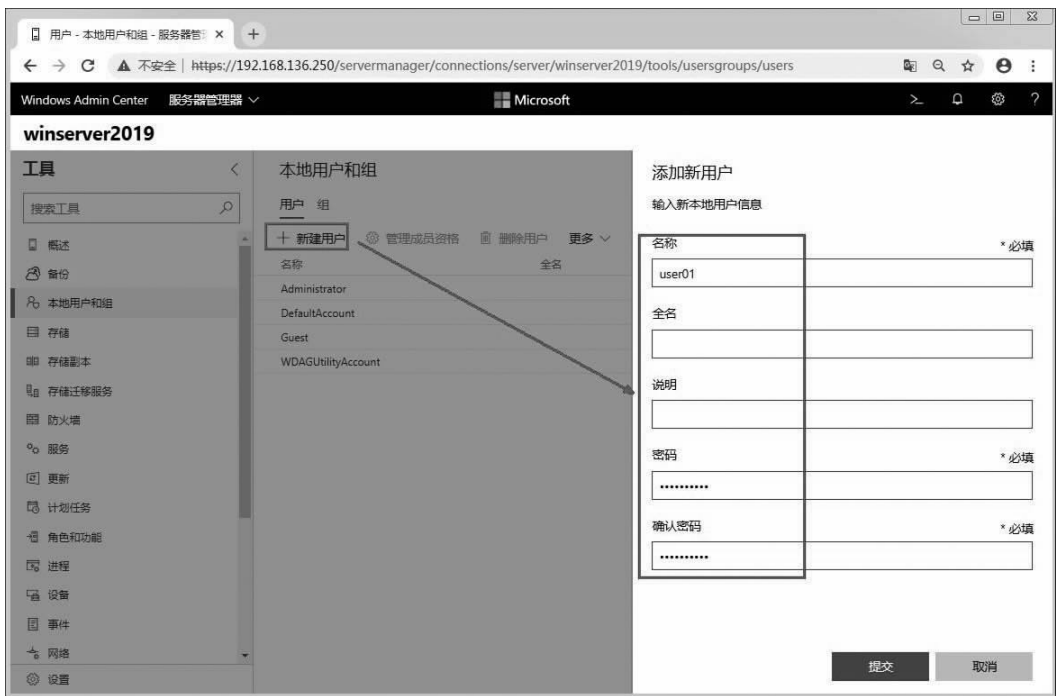 用户 - 本地用户和组 - 服务器管
不安全 | https://192.168.136.250/servermanager/connections/server/winserver2019/tools/usersgroups/users
Windows Admin Center 服务器管理器 Microsoft
winserver2019
工具
搜索工具
概述
备份
本地用户和组
存储
存储副本
存储迁移服务
防火墙
服务
更新
计划任务
角色和功能
进程
设备
事件
网络
设置
本地用户和组
用户 组
新建用户 管理成员资格 删除用户 更多
名称 全名
Administrator
DefaultAccount
Guest
WDAGUtilityAccount
添加新用户
输入新本地用户信息
名称 * 必填
user01
全名
说明
密码 * 必填
确认密码 * 必填
提交 取消